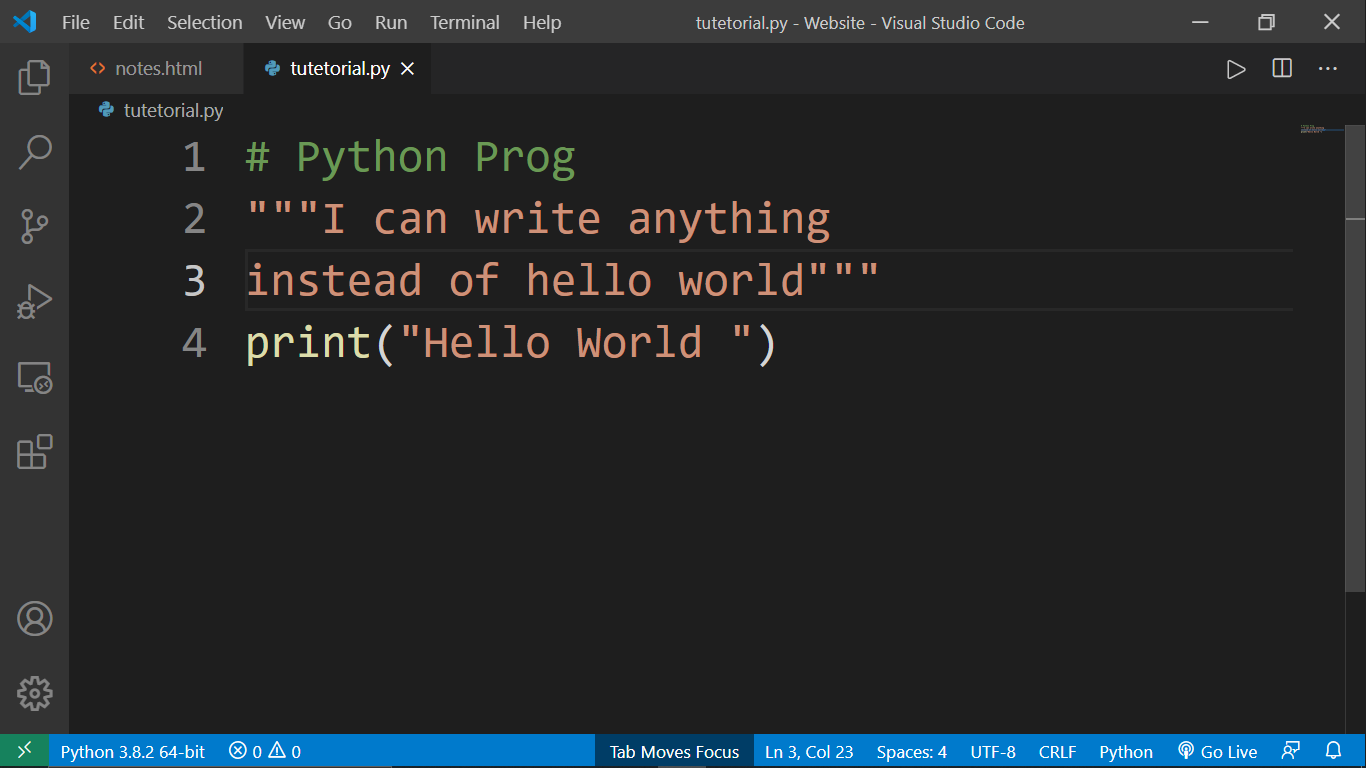 File Edit Selection View Go Run Terminal Help tutetorial.py - Website - Visual Studio Code
notes.html tutetorial.py
tutetorial.py
1 # Python Prog
2 """I can write anything
3 instead of hello world"""
4 print("Hello World ")
Python 3.8.2 64-bit 0 0 Tab Moves Focus Ln 3, Col 23 Spaces: 4 UTF-8 CRLF Python Go Live